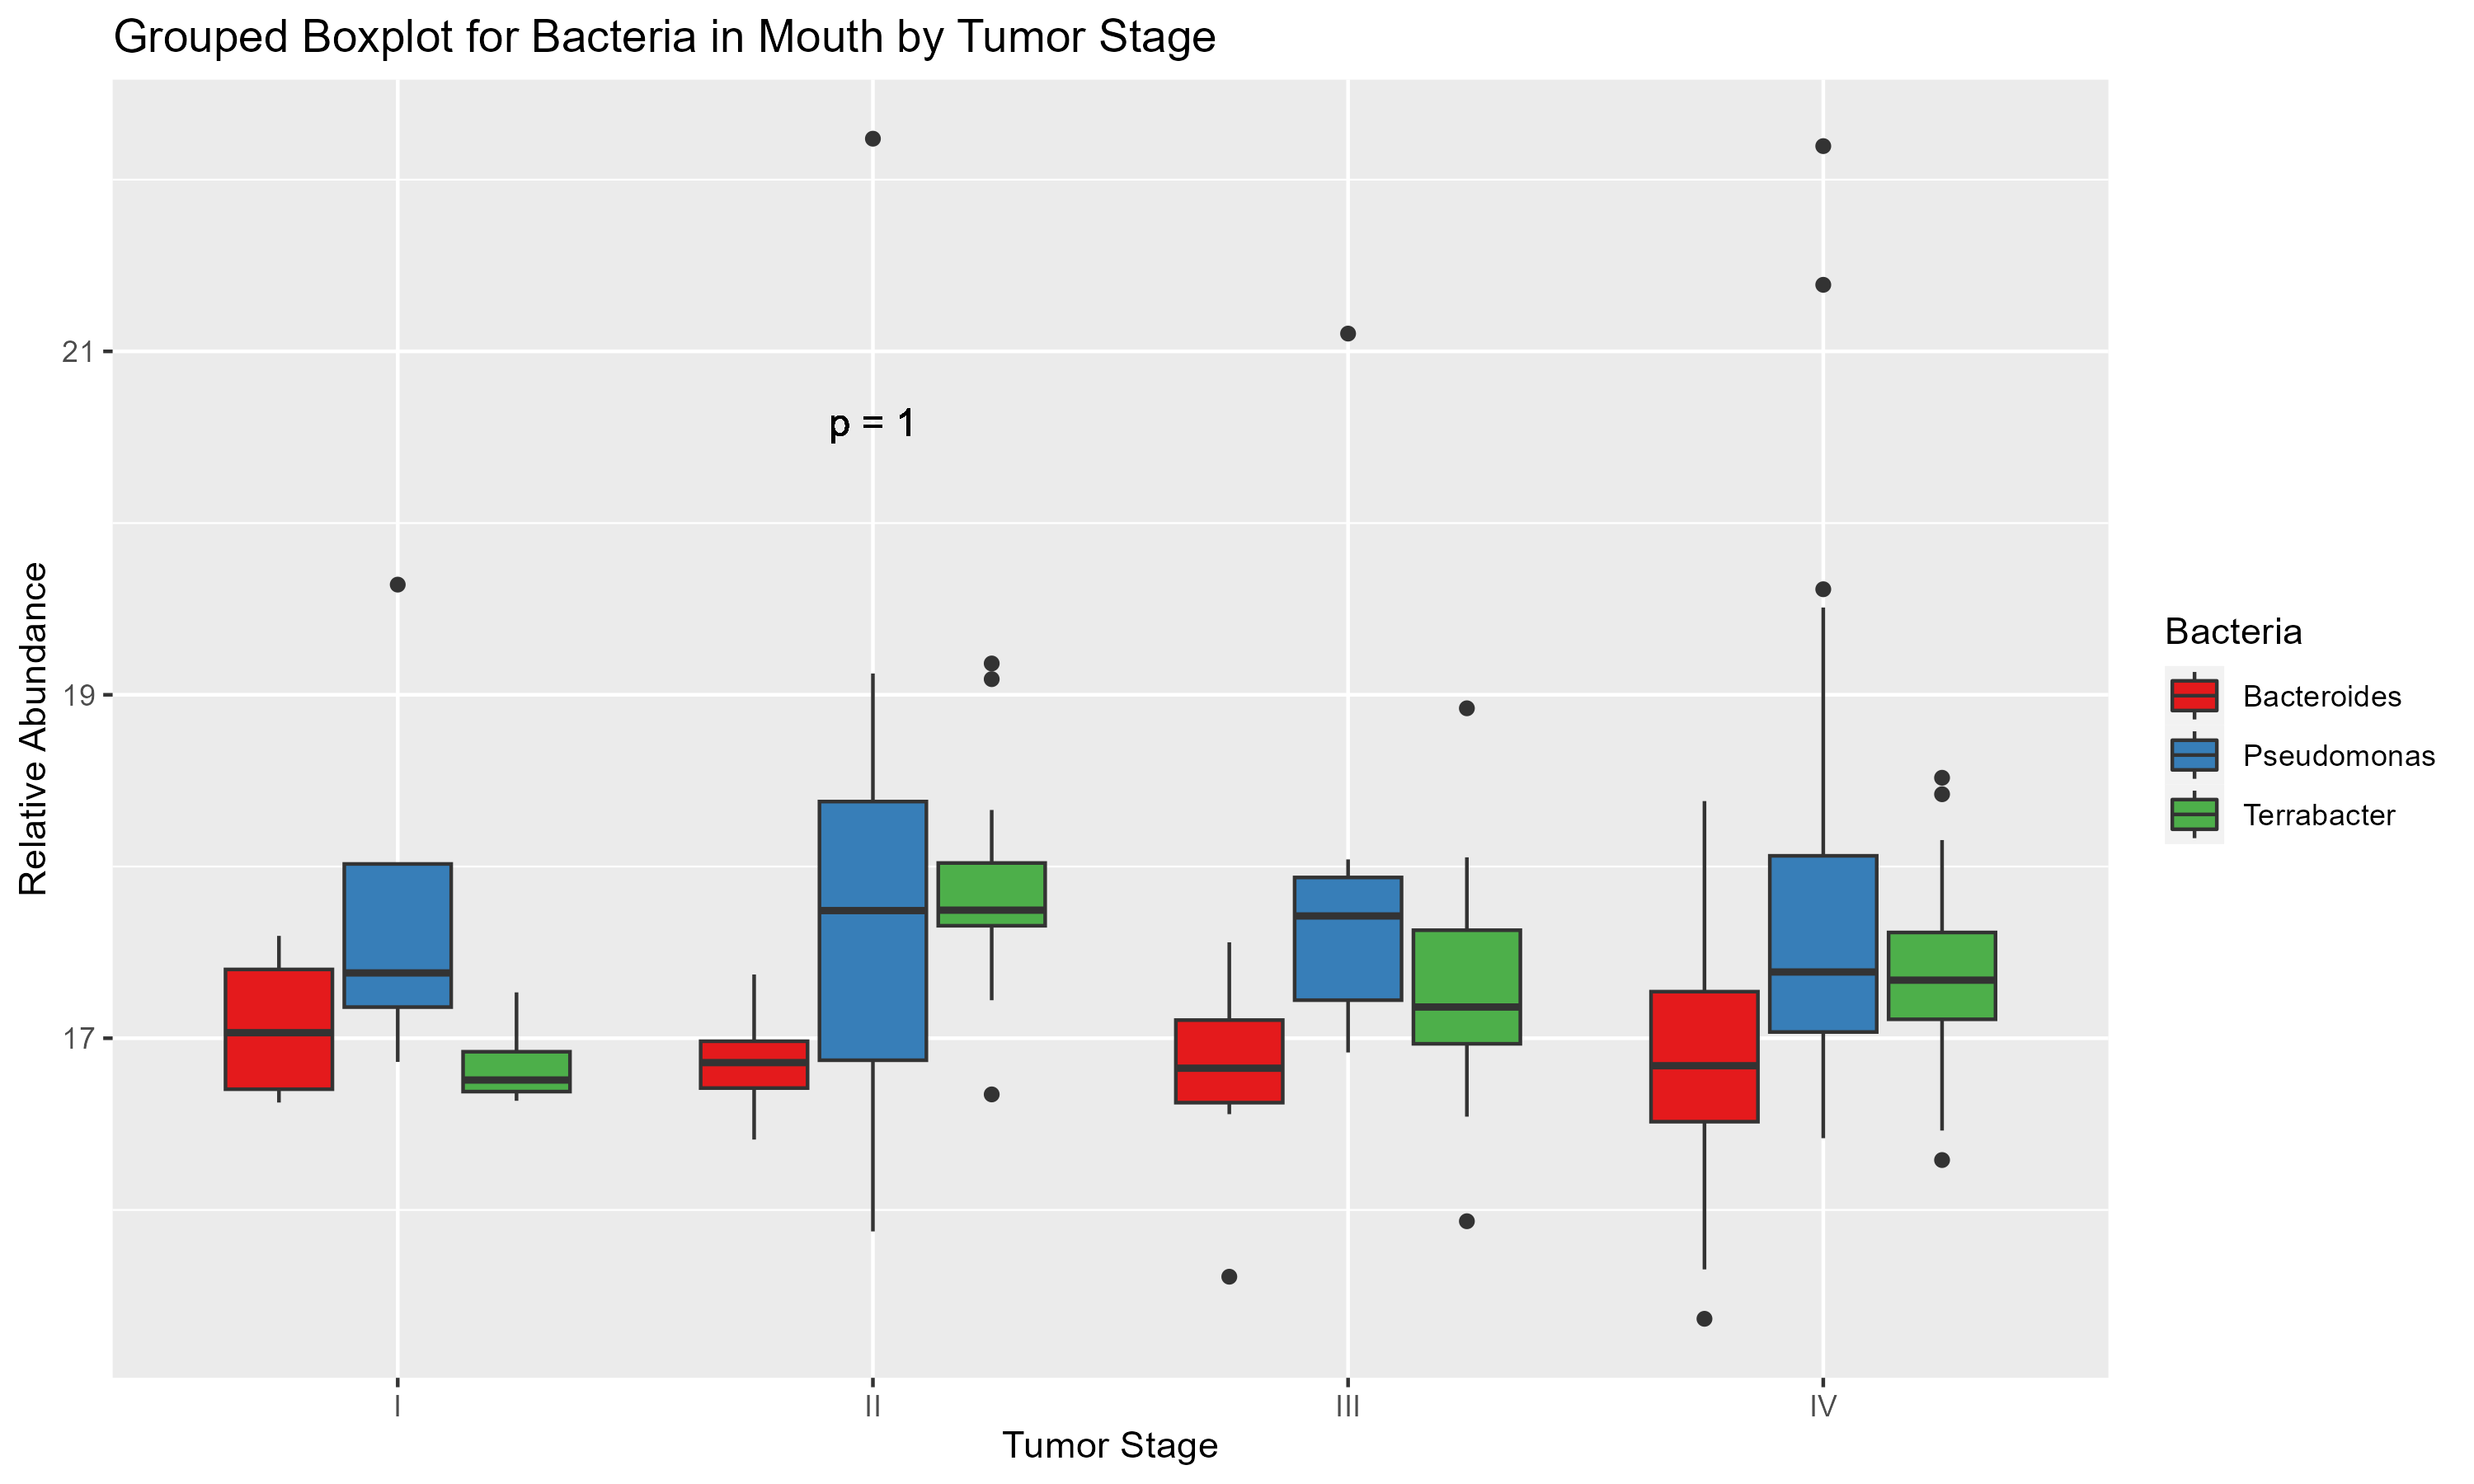 Grouped Boxplot for Bacteria in Mouth by Tumor Stage
Relative Abundance
21
19
17
p = 1
I
II
III
IV
Tumor Stage
Bacteria
Bacteroides
Pseudomonas
Terrabacter